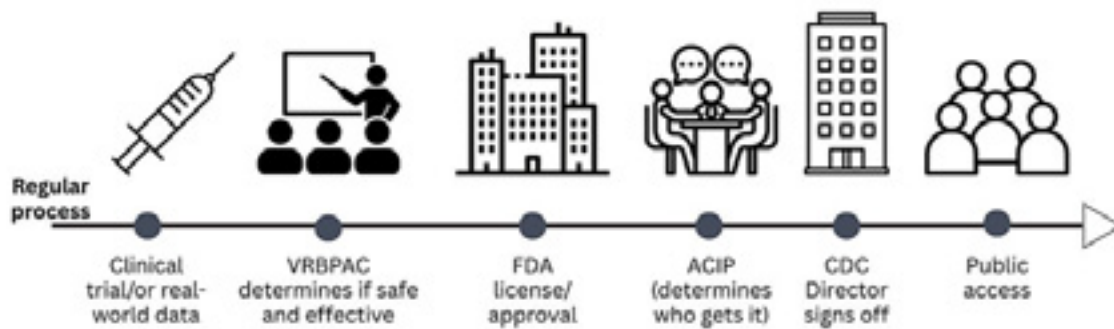 Regular
process
Clinical
trial/or real-
world data
VRBPAC
determines if safe
and effective
FDA
license/
approval
ACIP
(determines
who gets it)
CDC
Director
signs off
Public
access